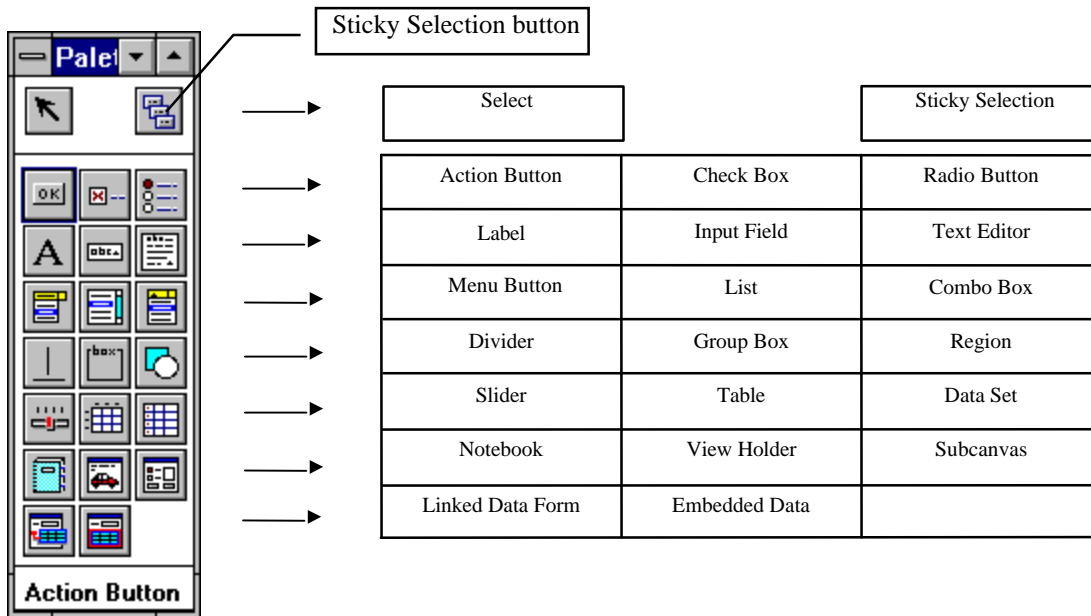 Sticky Selection button
Palet
Select
Sticky Selection
OK
Action Button
Check Box
Radio Button
A
abc
Label
Input Field
Text Editor
Menu Button
List
Combo Box
box
Divider
Group Box
Region
Slider
Table
Data Set
Notebook
View Holder
Subcanvas
Linked Data Form
Embedded Data
Action Button